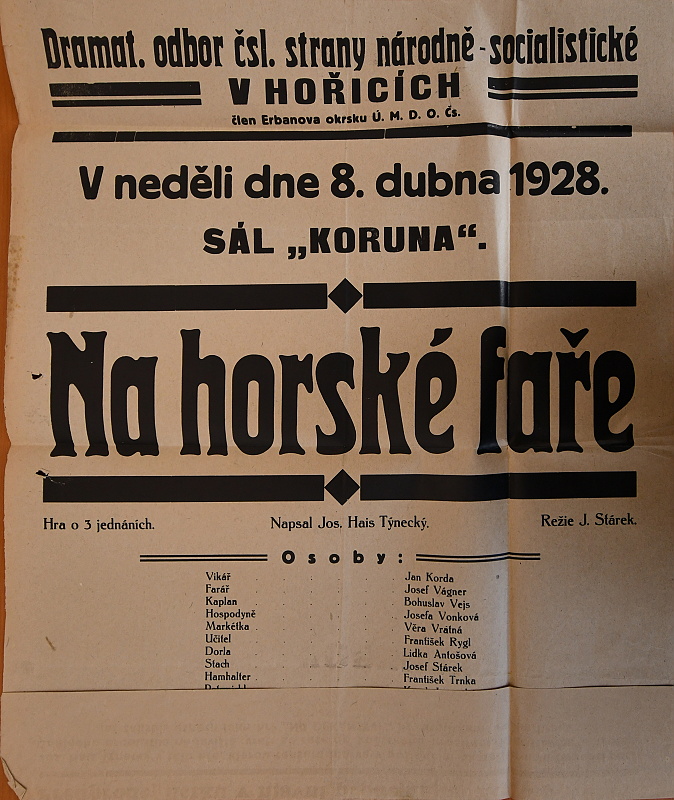 Dramat. odbor čsl. strany národně-socialistické
V HOŘICÍCH
člen Erbanova okrsku Ú. M. D. O. Čs.
V neděli dne 8. dubna 1928.
SÁL „KORUNA“.
Na horské faře
Hra o 3 jednáních. Napsal Jos. Hais Týnecký. Režie J. Stárek.
Osoby:
Vikář . . . . Jan Korda
Farář . . . . Josef Vágner
Kaplan . . . . Bohuslav Vejs
Hospodyně . . . . Josefa Vonková
Markétka . . . . Věra Vrátná
Učitel . . . . František Rygl
Dorla . . . . Lidka Antošová
Stach . . . . Josef Stárek
Hamhalter . . . . František Trnka